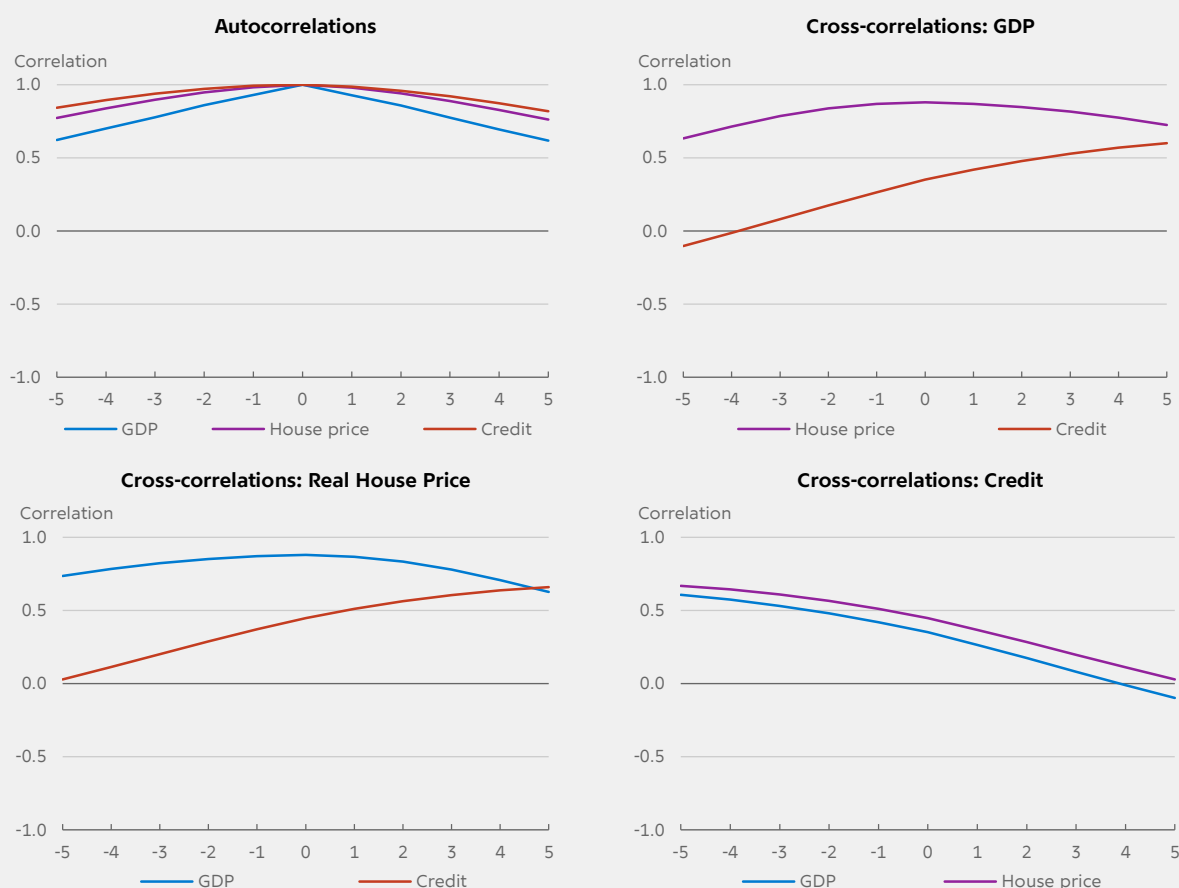 Autocorrelations
Correlation
1.0
0.5
0.0
-0.5
-1.0
-5 -4 -3 -2 -1 0 1 2 3 4 5
GDP House price Credit
Cross-correlations: GDP
Correlation
1.0
0.5
0.0
-0.5
-1.0
-5 -4 -3 -2 -1 0 1 2 3 4 5
House price Credit
Cross-correlations: Real House Price
Correlation
1.0
0.5
0.0
-0.5
-1.0
-5 -4 -3 -2 -1 0 1 2 3 4 5
GDP Credit
Cross-correlations: Credit
Correlation
1.0
0.5
0.0
-0.5
-1.0
-5 -4 -3 -2 -1 0 1 2 3 4 5
GDP House price